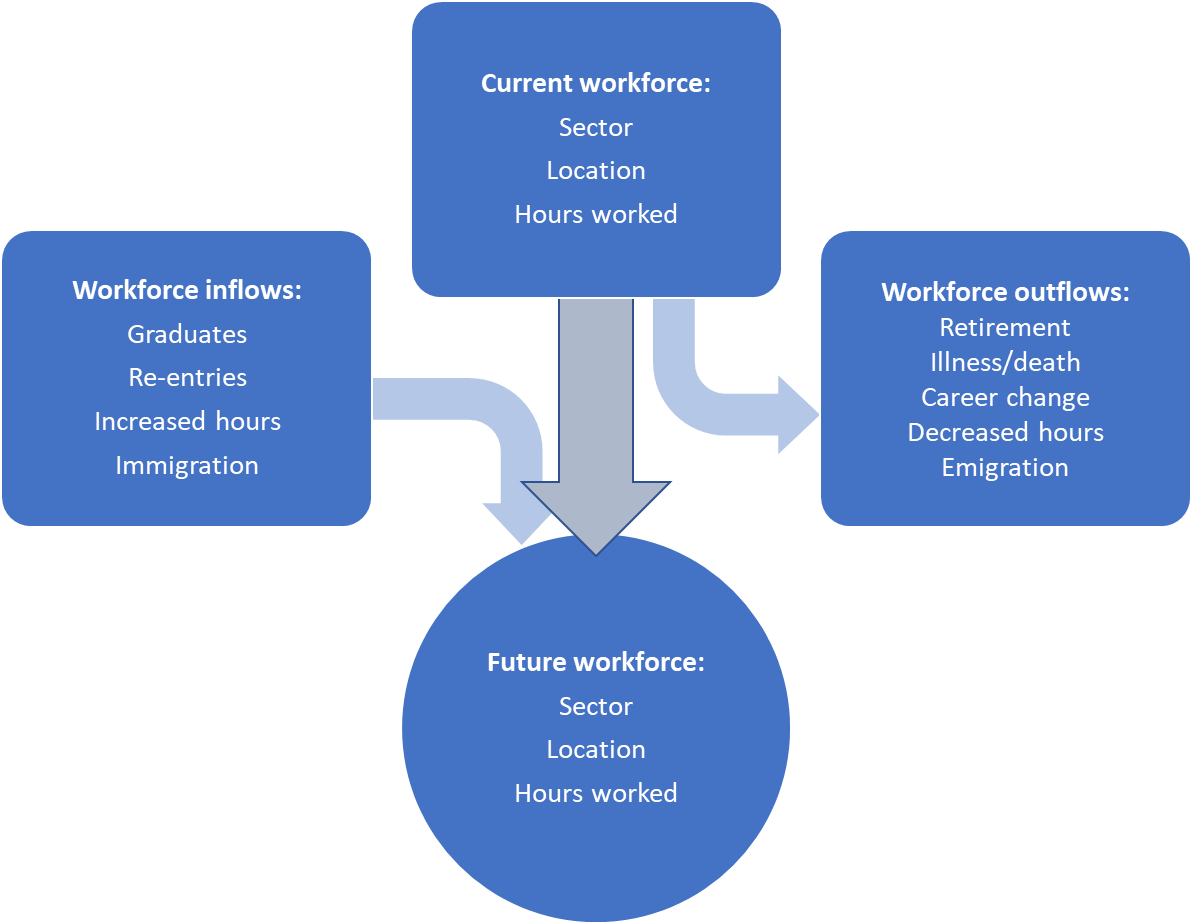 Current workforce:
Sector
Location
Hours worked
Workforce inflows:
Graduates
Re-entries
Increased hours
Immigration
Workforce outflows:
Retirement
Illness/death
Career change
Decreased hours
Emigration
Future workforce:
Sector
Location
Hours worked